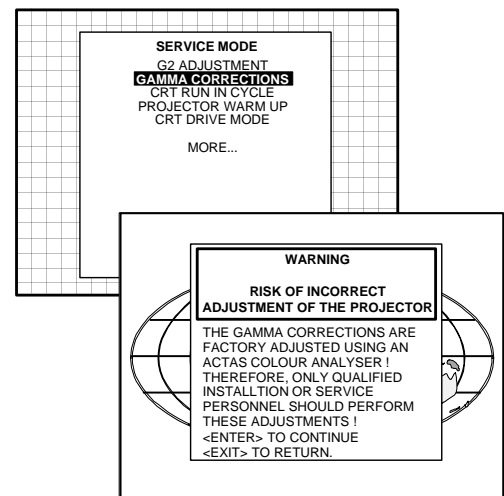 SERVICE MODE
G2 ADJUSTMENT
GAMMA CORRECTIONS
CRT RUN IN CYCLE
PROJECTOR WARM UP
CRT DRIVE MODE
MORE...
WARNING
RISK OF INCORRECT
ADJUSTMENT OF THE PROJECTOR
THE GAMMA CORRECTIONS ARE
FACTORY ADJUSTED USING AN
ACTAS COLOUR ANALYSER !
THEREFORE, ONLY QUALIFIED
INSTALLTION OR SERVICE
PERSONNEL SHOULD PERFORM
THESE ADJUSTMENTS !
<ENTER> TO CONTINUE
<EXIT> TO RETURN.